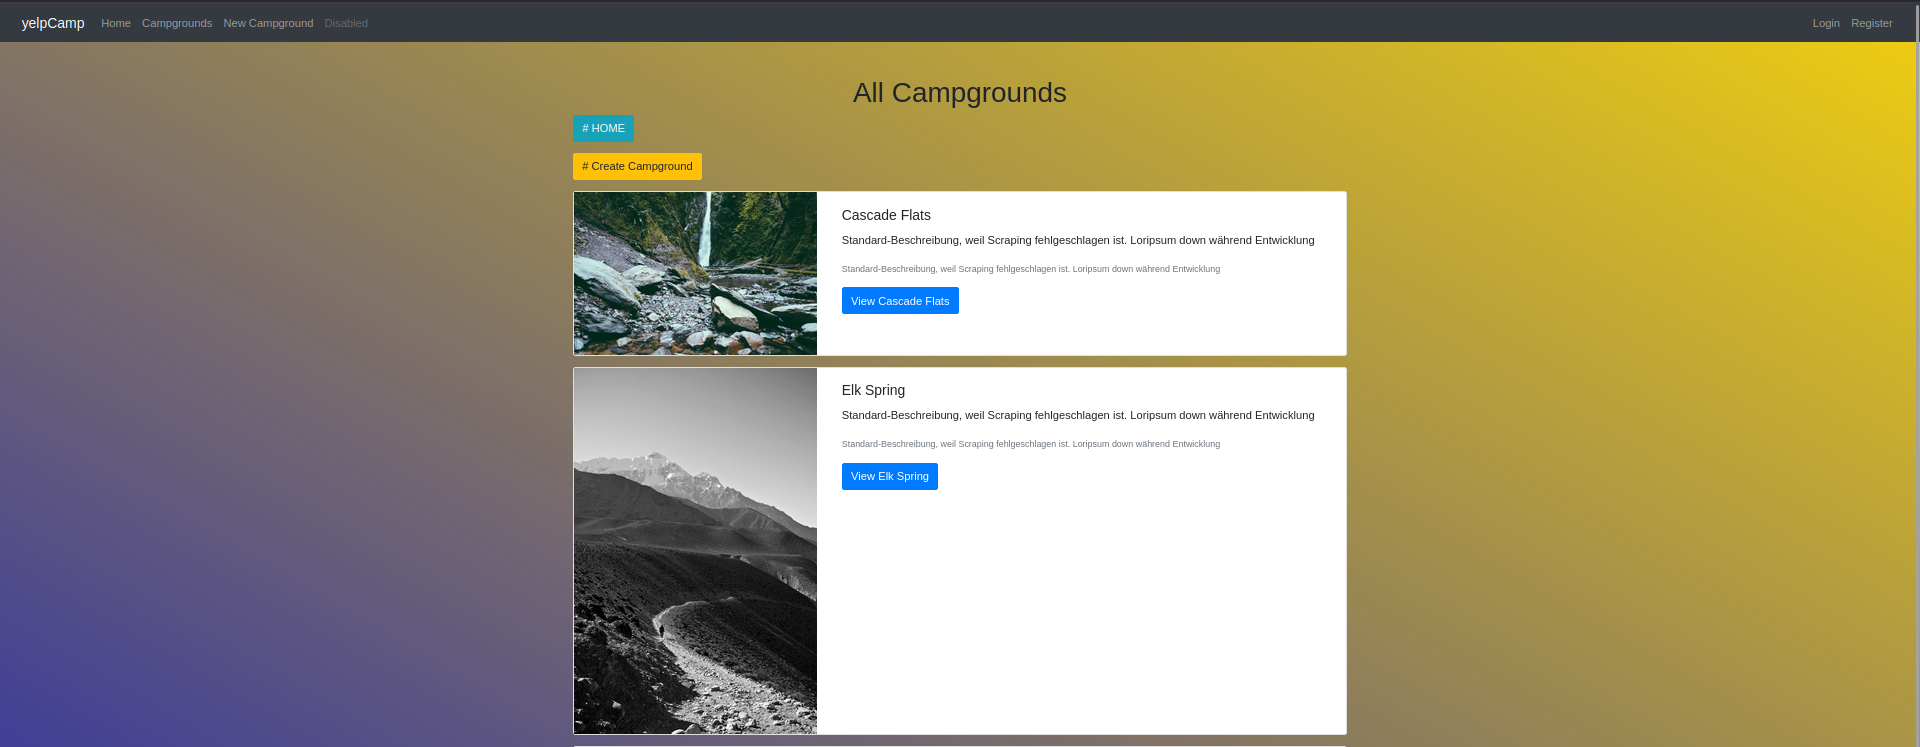 yelpCamp Home Campgrounds New Campground Disabled Login Register
All Campgrounds
# HOME
# Create Campground
Cascade Flats
Standard-Beschreibung, weil Scraping fehlgeschlagen ist. Loripsum down während Entwicklung
Standard-Beschreibung, weil Scraping fehlgeschlagen ist. Loripsum down während Entwicklung
View Cascade Flats
Elk Spring
Standard-Beschreibung, weil Scraping fehlgeschlagen ist. Loripsum down während Entwicklung
Standard-Beschreibung, weil Scraping fehlgeschlagen ist. Loripsum down während Entwicklung
View Elk Spring